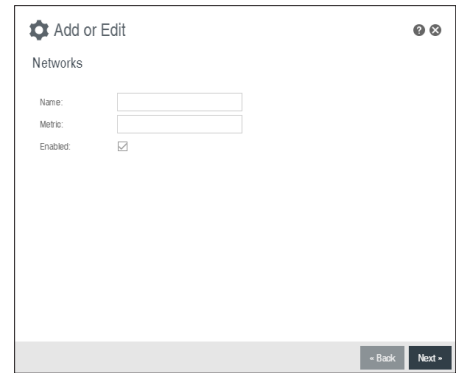 Add or Edit
Networks
Name:
Metric:
Enabled:
« Back Next »